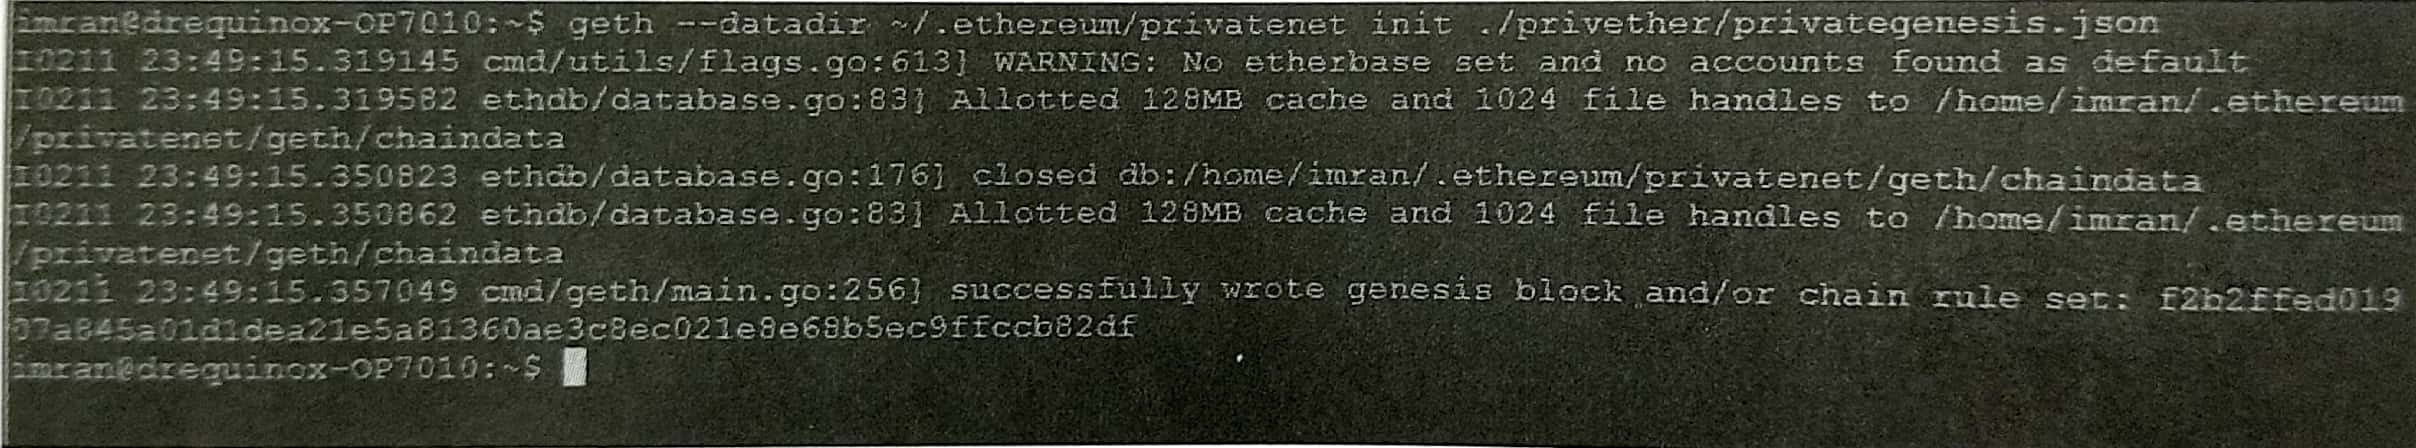 imran@drequinox-OP7010:~$ geth --datadir ~/.ethereum/privatenet init ./privether/privategenesis.json
I0211 23:49:15.319145 cmd/utils/flags.go:613] WARNING: No etherbase set and no accounts found as default
I0211 23:49:15.319582 ethdb/database.go:83] Allotted 128MB cache and 1024 file handles to /home/imran/.ethereum
/privatenet/geth/chaindata
I0211 23:49:15.350823 ethdb/database.go:176] closed db:/home/imran/.ethereum/privatenet/geth/chaindata
I0211 23:49:15.350862 ethdb/database.go:83] Allotted 128MB cache and 1024 file handles to /home/imran/.ethereum
/privatenet/geth/chaindata
I0211 23:49:15.357049 cmd/geth/main.go:256] successfully wrote genesis block and/or chain rule set: f2b2ffed019
07a845a01d1dea21e5a81360ae3c8ec021e8e68b5ec9ffccb82df
imran@drequinox-OP7010:~$